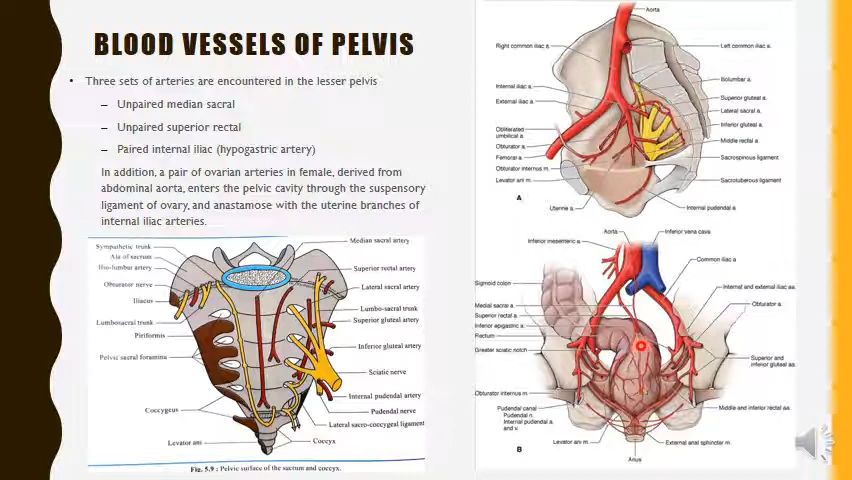 BLOOD VESSELS OF PELVIS
• Three sets of arteries are encountered in the lesser pelvis
– Unpaired median sacral
– Unpaired superior rectal
– Paired internal iliac (hypogastric artery)
In addition, a pair of ovarian arteries in female, derived from
abdominal aorta, enters the pelvic cavity through the suspensory
ligament of ovary, and anastamose with the uterine branches of
internal iliac arteries.
Sympathetic trunk
Ala of sacrum
Ilio-lumbar artery
Obturator nerve
Iliacus
Lumbosacral trunk
Piriformis
Pelvic sacral foramina
Coccygeus
Levator ani
Median sacral artery
Superior rectal artery
Lateral sacral artery
Lumbo-sacral trunk
Superior gluteal artery
Inferior gluteal artery
Sciatic nerve
Internal pudendal artery
Pudendal nerve
Lateral sacro-coccygeal ligament
Coccyx
Fig. 5.9 : Pelvic surface of the sacrum and coccyx.
Aorta
Right common iliac a.
Internal iliac a.
External iliac a.
Obliterated
umbilical a.
Obturator a.
Femoral a.
Obturator internus m.
Levator ani m.
Uterine a.
A
Left common iliac a.
Iliolumbar a.
Superior gluteal a.
Lateral sacral a.
Inferior gluteal a.
Middle rectal a.
Sacrospinous ligament
Sacrotuberous ligament
Internal pudendal a.
Aorta
Inferior vena cava
Inferior mesenteric a.
Common iliac a.
Sigmoid colon
Medial sacral a.
Superior rectal a.
Inferior epigastric a.
Rectum
Greater sciatic notch
Obturator internus m.
Pudendal canal
Pudendal n.
Internal pudendal a.
and v.
Levator ani m.
B
Internal and external iliac aa.
Obturator a.
Superior and
inferior gluteal aa.
Middle and inferior rectal aa.
External anal sphincter m.
Anus